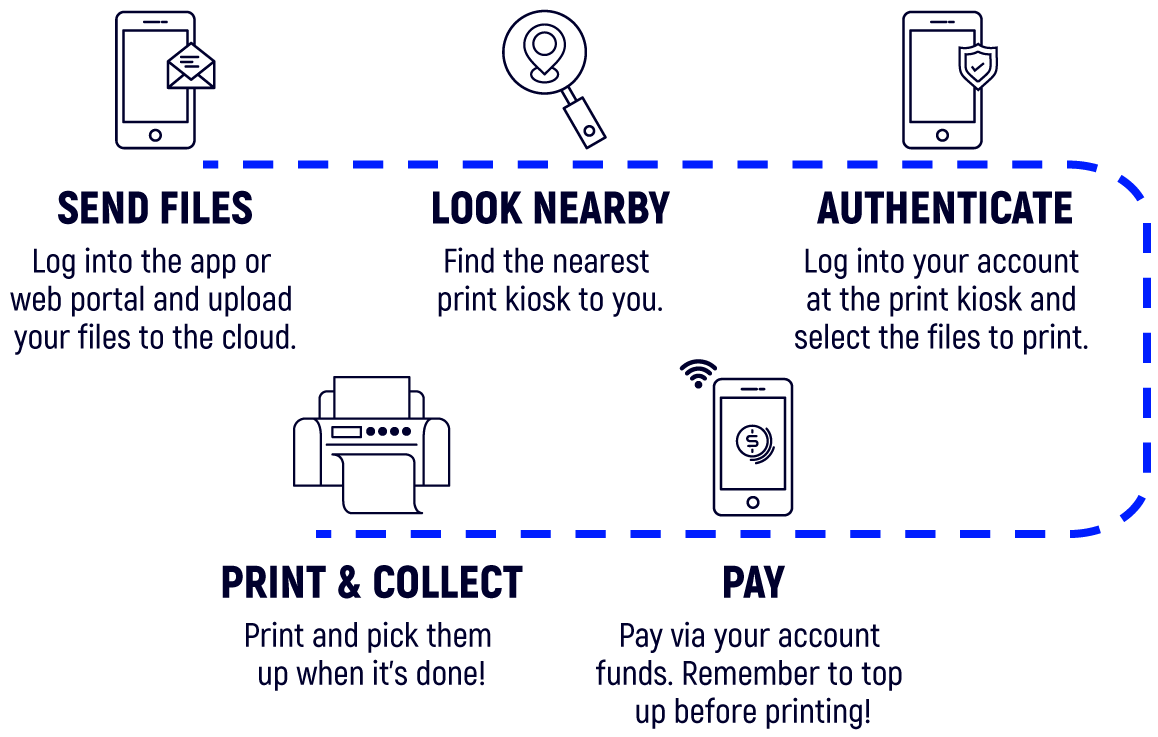 SEND FILES
Log into the app or
web portal and upload
your files to the cloud.
LOOK NEARBY
Find the nearest
print kiosk to you.
AUTHENTICATE
Log into your account
at the print kiosk and
select the files to print.
$
PAY
Pay via your account
funds. Remember to top
up before printing!
PRINT & COLLECT
Print and pick them
up when it's done!